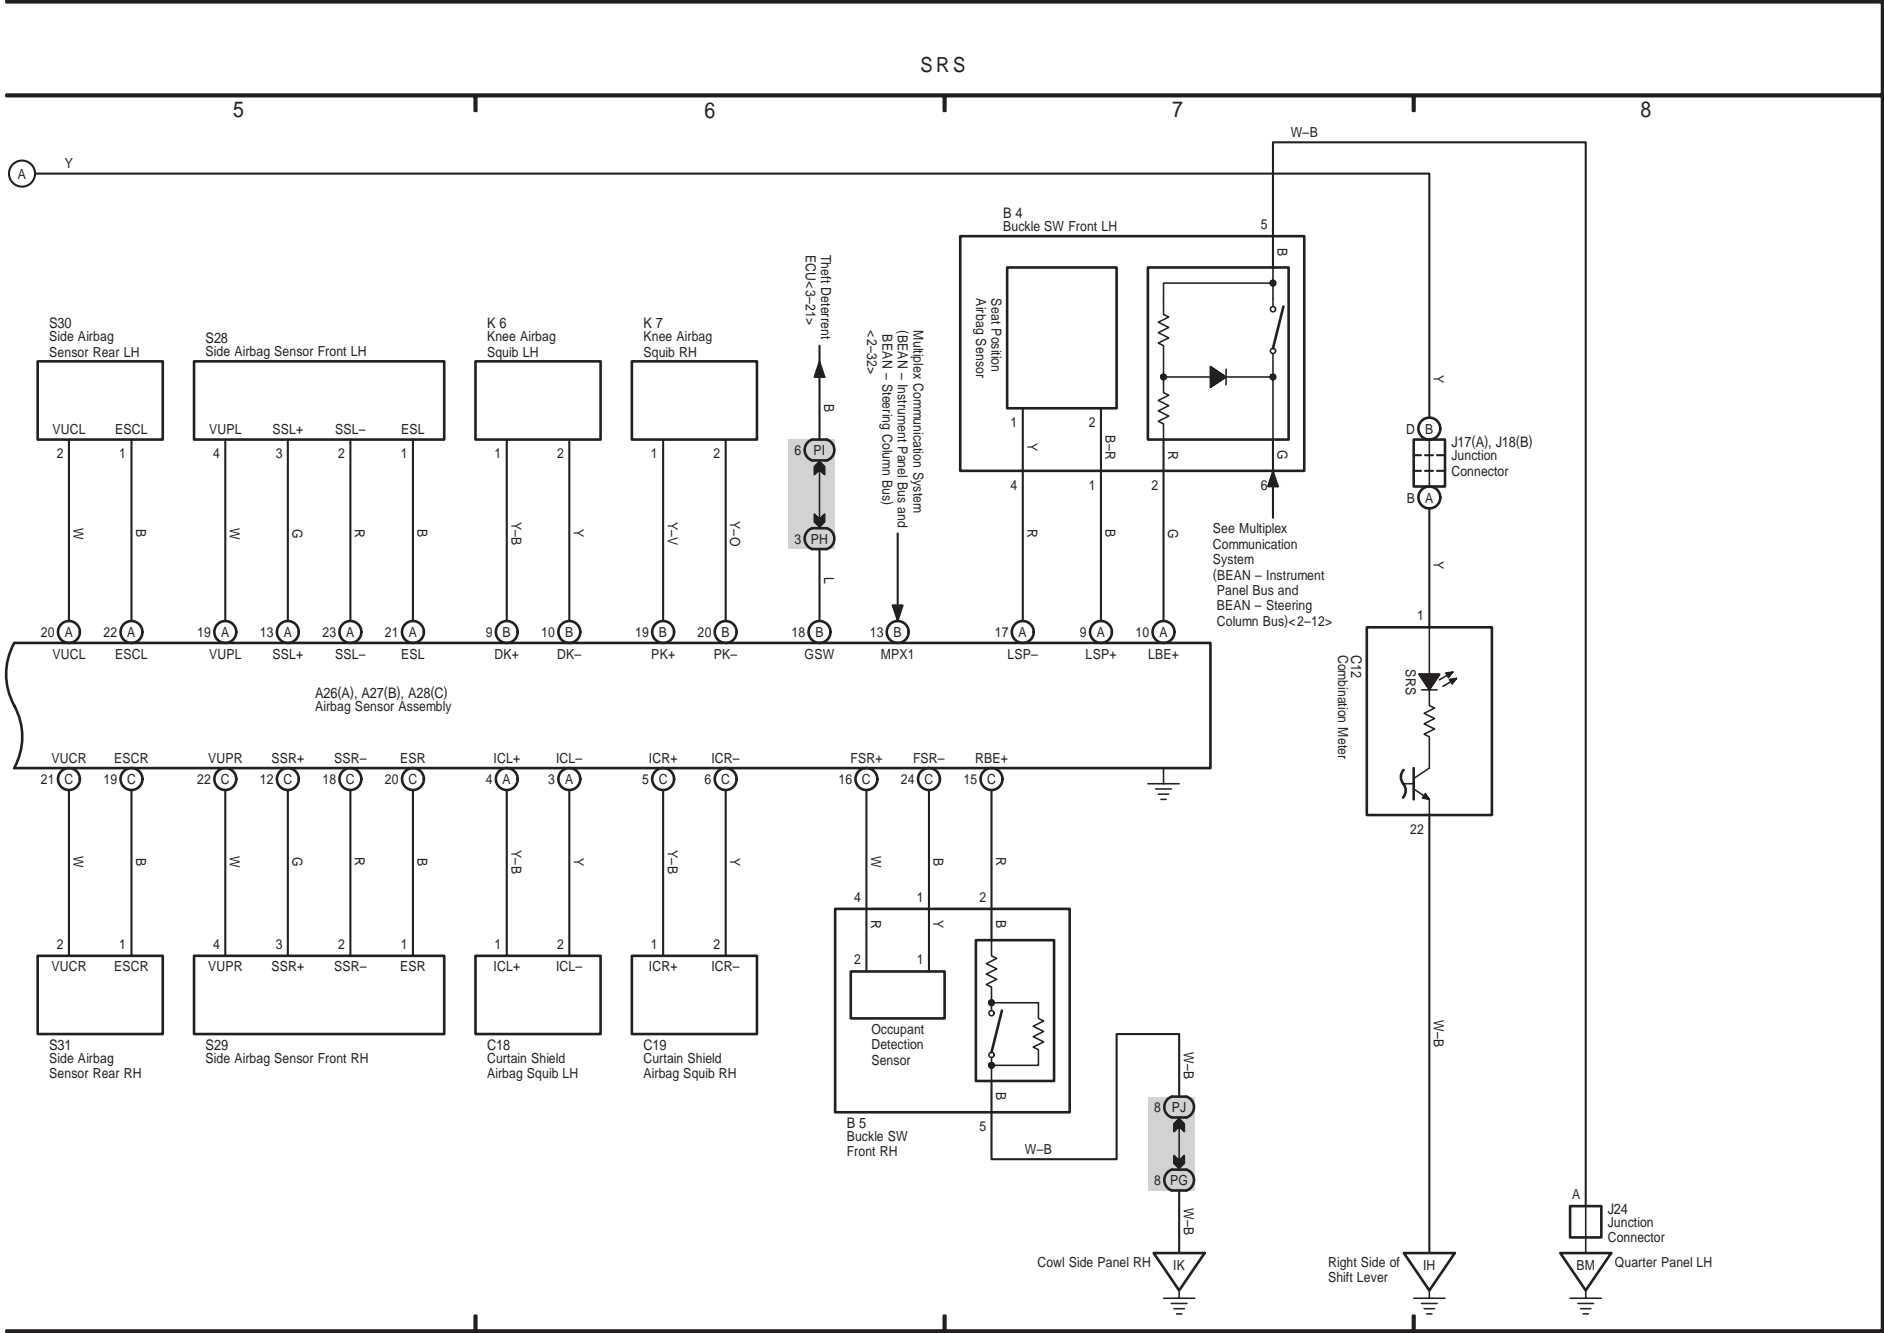 SRS
5
6
7
8
A
Y
W–B
B 4
Buckle SW Front LH
5
B
Seat Position
Airbag Sensor
1
2
Y
B–R
R
G
4
1
2
6
R
B
G
See Multiplex
Communication
System
(BEAN – Instrument
Panel Bus and
BEAN – Steering
Column Bus)<2–12>
Theft Deterrent
ECU<3–21>
B
6
PI
3
PH
L
Multiplex Communication System
(BEAN – Instrument Panel Bus and
BEAN – Steering Column Bus)
<2–32>
S30
Side Airbag
Sensor Rear LH
S28
Side Airbag Sensor Front LH
K 6
Knee Airbag
Squib LH
K 7
Knee Airbag
Squib RH
VUCL
ESCL
VUPL
SSL+
SSL–
ESL
2
1
4
3
2
1
1
2
1
2
W
B
W
G
R
B
Y–B
Y
Y–V
Y–O
20 A
22 A
19 A
13 A
23 A
21 A
9 B
10 B
19 B
20 B
18 B
13 B
17 A
9 A
10 A
VUCL
ESCL
VUPL
SSL+
SSL–
ESL
DK+
DK–
PK+
PK–
GSW
MPX1
LSP–
LSP+
LBE+
A26(A), A27(B), A28(C)
Airbag Sensor Assembly
VUCR
ESCR
VUPR
SSR+
SSR–
ESR
ICL+
ICL–
ICR+
ICR–
FSR+
FSR–
RBE+
21 C
19 C
22 C
12 C
18 C
20 C
4 A
3 A
5 C
6 C
16 C
24 C
15 C
W
B
W
G
R
B
Y–B
Y
Y–B
Y
W
B
R
2
1
4
3
2
1
1
2
1
2
4
1
2
VUCR
ESCR
VUPR
SSR+
SSR–
ESR
ICL+
ICL–
ICR+
ICR–
S31
Side Airbag
Sensor Rear RH
S29
Side Airbag Sensor Front RH
C18
Curtain Shield
Airbag Squib LH
C19
Curtain Shield
Airbag Squib RH
R
Y
B
2
1
Occupant
Detection
Sensor
B
B 5
Buckle SW
Front RH
5
W–B
W–B
8
PJ
8
PG
W–B
Cowl Side Panel RH
IK
Y
D
B
J17(A), J18(B)
Junction
Connector
B
A
Y
1
C12
Combination Meter
SRS
22
W–B
Right Side of
Shift Lever
IH
A
J24
Junction
Connector
BM
Quarter Panel LH